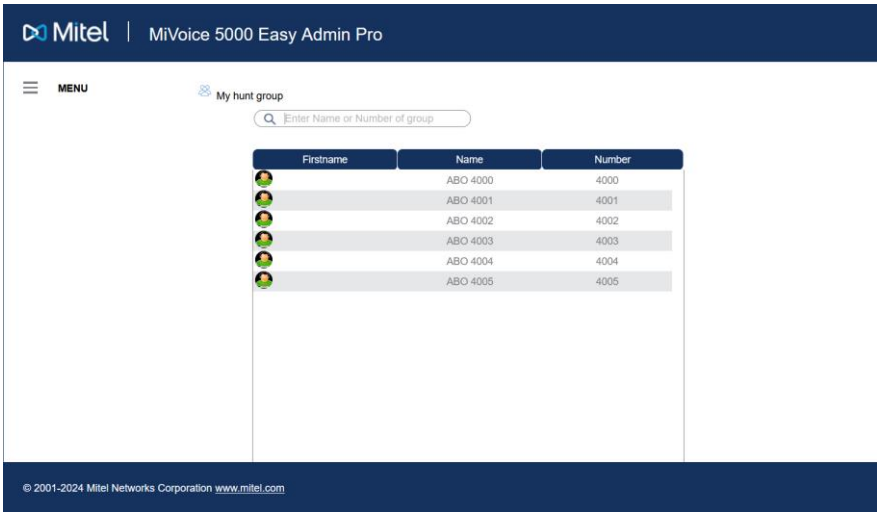 Mitel | MiVoice 5000 Easy Admin Pro
MENU
My hunt group
Enter Name or Number of group
Firstname Name Number
ABO 4000 4000
ABO 4001 4001
ABO 4002 4002
ABO 4003 4003
ABO 4004 4004
ABO 4005 4005
© 2001-2024 Mitel Networks Corporation www.mitel.com